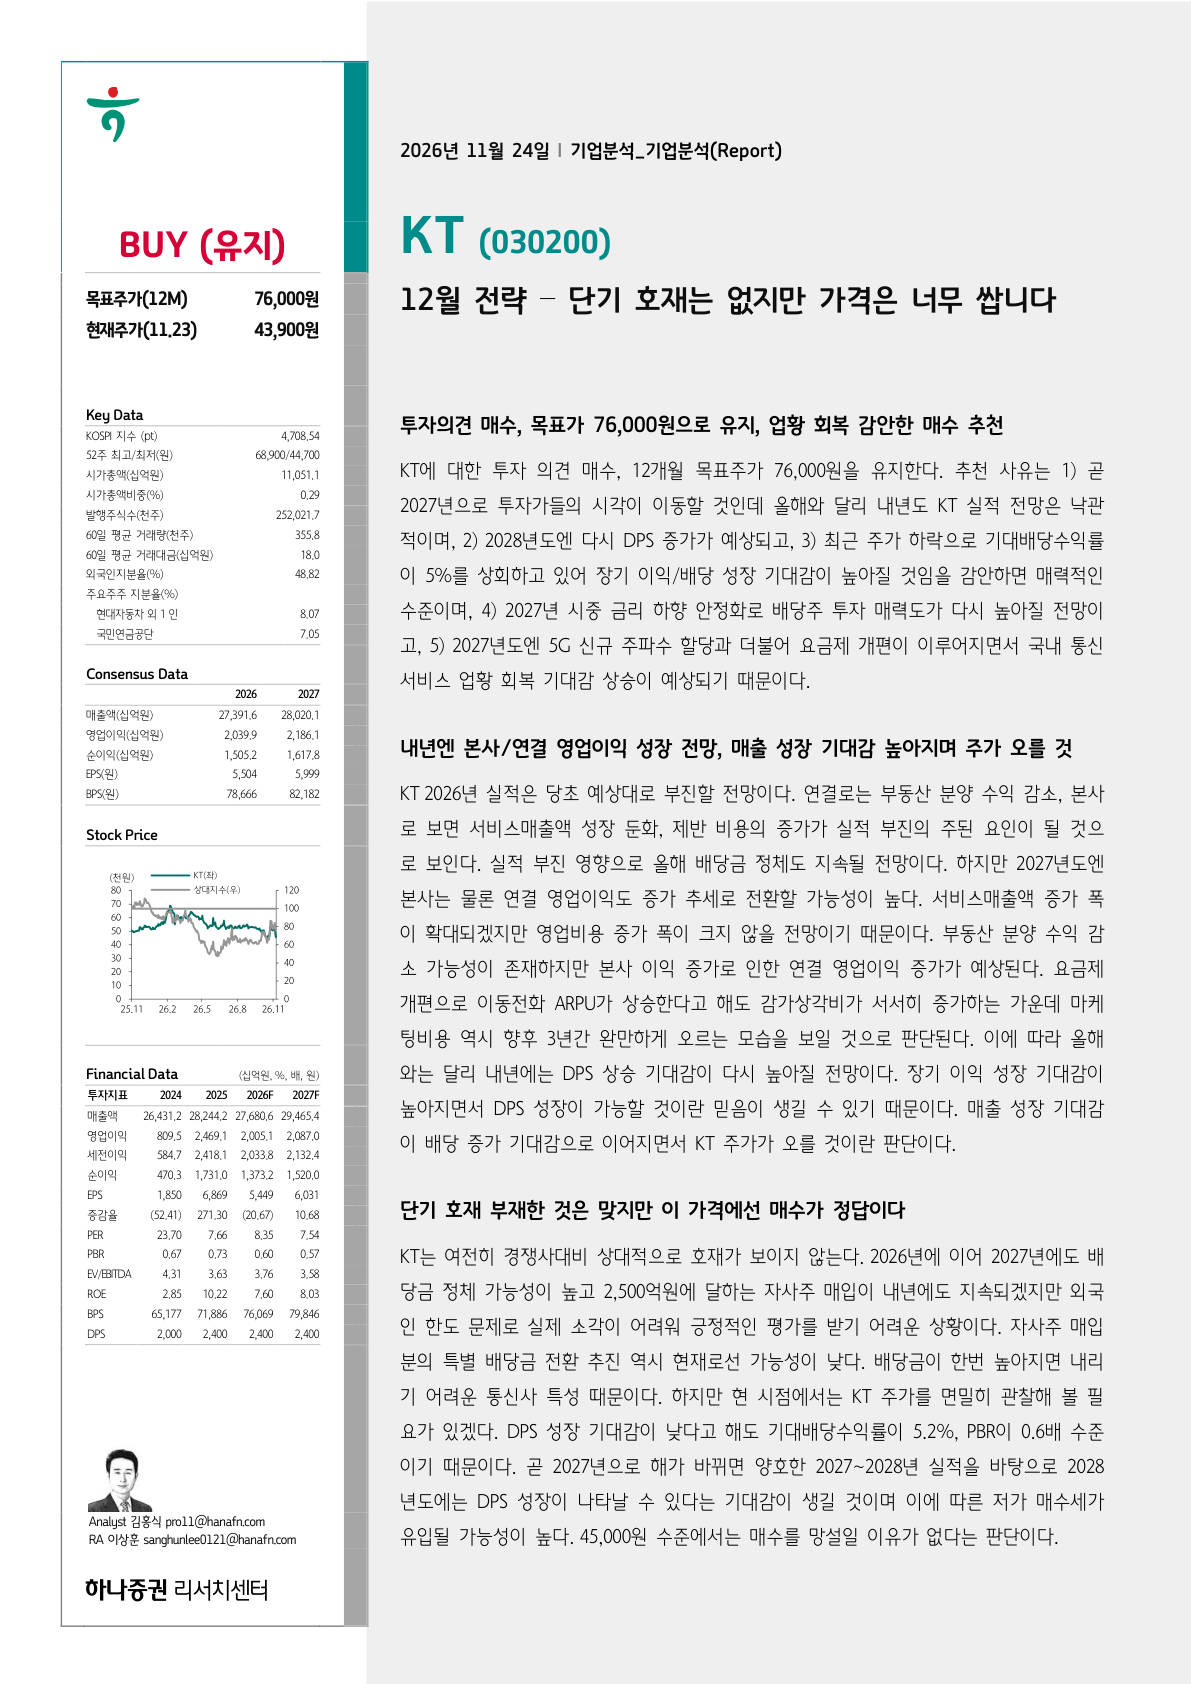 2026년 11월 24일 | 기업분석_기업분석(Report)
BUY (유지)
목표주가(12M) 76,000원
현재주가(11.23) 43,900원
Key Data
KOSPI 지수 (pt) 4,708.54
52주 최고/최저(원) 68,900/44,700
시가총액(십억원) 11,051.1
시가총액비중(%) 0.29
발행주식수(천주) 252,021.7
60일 평균 거래량(천주) 355.8
60일 평균 거래대금(십억원) 18.0
외국인지분율(%) 48.82
주요주주 지분율(%)
현대자동차 외 1 인 8.07
국민연금공단 7.05
Consensus Data
2026 2027
매출액(십억원) 27,391.6 28,020.1
영업이익(십억원) 2,039.9 2,186.1
순이익(십억원) 1,505.2 1,617.8
EPS(원) 5,504 5,999
BPS(원) 78,666 82,182
Stock Price
(천원)
KT(좌)
상대지수(우)
80 120
70 100
60 80
50 60
40 40
30 20
20 0
10
0
25.11 26.2 26.5 26.8 26.11
Financial Data (십억원, %, 배, 원)
투자지표 2024 2025 2026F 2027F
매출액 26,431.2 28,244.2 27,680.6 29,465.4
영업이익 809.5 2,469.1 2,005.1 2,087.0
세전이익 584.7 2,418.1 2,033.8 2,132.4
순이익 470.3 1,731.0 1,373.2 1,520.0
EPS 1,850 6,869 5,449 6,031
증감율 (52.41) 271.30 (20.67) 10.68
PER 23.70 7.66 8.35 7.54
PBR 0.67 0.73 0.60 0.57
EV/EBITDA 4.31 3.63 3.76 3.58
ROE 2.85 10.22 7.60 8.03
BPS 65,177 71,886 76,069 79,846
DPS 2,000 2,400 2,400 2,400
Analyst 김홍식 pro11@hanafn.com
RA 이상훈 sanghunlee0121@hanafn.com
하나증권 리서치센터
KT (030200)
12월 전략 – 단기 호재는 없지만 가격은 너무 쌉니다
투자의견 매수, 목표가 76,000원으로 유지, 업황 회복 감안한 매수 추천
KT에 대한 투자 의견 매수, 12개월 목표주가 76,000원을 유지한다. 추천 사유는 1) 곧
2027년으로 투자가들의 시각이 이동할 것인데 올해와 달리 내년도 KT 실적 전망은 낙관
적이며, 2) 2028년도엔 다시 DPS 증가가 예상되고, 3) 최근 주가 하락으로 기대배당수익률
이 5%를 상회하고 있어 장기 이익/배당 성장 기대감이 높아질 것임을 감안하면 매력적인
수준이며, 4) 2027년 시중 금리 하향 안정화로 배당주 투자 매력도가 다시 높아질 전망이
고, 5) 2027년도엔 5G 신규 주파수 할당과 더불어 요금제 개편이 이루어지면서 국내 통신
서비스 업황 회복 기대감 상승이 예상되기 때문이다.
내년엔 본사/연결 영업이익 성장 전망, 매출 성장 기대감 높아지며 주가 오를 것
KT 2026년 실적은 당초 예상대로 부진할 전망이다. 연결로는 부동산 분양 수익 감소, 본사
로 보면 서비스매출액 성장 둔화, 제반 비용의 증가가 실적 부진의 주된 요인이 될 것으
로 보인다. 실적 부진 영향으로 올해 배당금 정체도 지속될 전망이다. 하지만 2027년도엔
본사는 물론 연결 영업이익도 증가 추세로 전환할 가능성이 높다. 서비스매출액 증가 폭
이 확대되겠지만 영업비용 증가 폭이 크지 않을 전망이기 때문이다. 부동산 분양 수익 감
소 가능성이 존재하지만 본사 이익 증가로 인한 연결 영업이익 증가가 예상된다. 요금제
개편으로 이동전화 ARPU가 상승한다고 해도 감가상각비가 서서히 증가하는 가운데 마케
팅비용 역시 향후 3년간 완만하게 오르는 모습을 보일 것으로 판단된다. 이에 따라 올해
와는 달리 내년에는 DPS 상승 기대감이 다시 높아질 전망이다. 장기 이익 성장 기대감이
높아지면서 DPS 성장이 가능할 것이란 믿음이 생길 수 있기 때문이다. 매출 성장 기대감
이 배당 증가 기대감으로 이어지면서 KT 주가가 오를 것이란 판단이다.
단기 호재 부재한 것은 맞지만 이 가격에선 매수가 정답이다
KT는 여전히 경쟁사대비 상대적으로 호재가 보이지 않는다. 2026년에 이어 2027년에도 배
당금 정체 가능성이 높고 2,500억원에 달하는 자사주 매입이 내년에도 지속되겠지만 외국
인 한도 문제로 실제 소각이 어려워 긍정적인 평가를 받기 어려운 상황이다. 자사주 매입
분의 특별 배당금 전환 추진 역시 현재로선 가능성이 낮다. 배당금이 한번 높아지면 내리
기 어려운 통신사 특성 때문이다. 하지만 현 시점에서는 KT 주가를 면밀히 관찰해 볼 필
요가 있겠다. DPS 성장 기대감이 낮다고 해도 기대배당수익률이 5.2%, PBR이 0.6배 수준
이기 때문이다. 곧 2027년으로 해가 바뀌면 양호한 2027~2028년 실적을 바탕으로 2028
년도에는 DPS 성장이 나타날 수 있다는 기대감이 생길 것이며 이에 따른 저가 매수세가
유입될 가능성이 높다. 45,000원 수준에서는 매수를 망설일 이유가 없다는 판단이다.